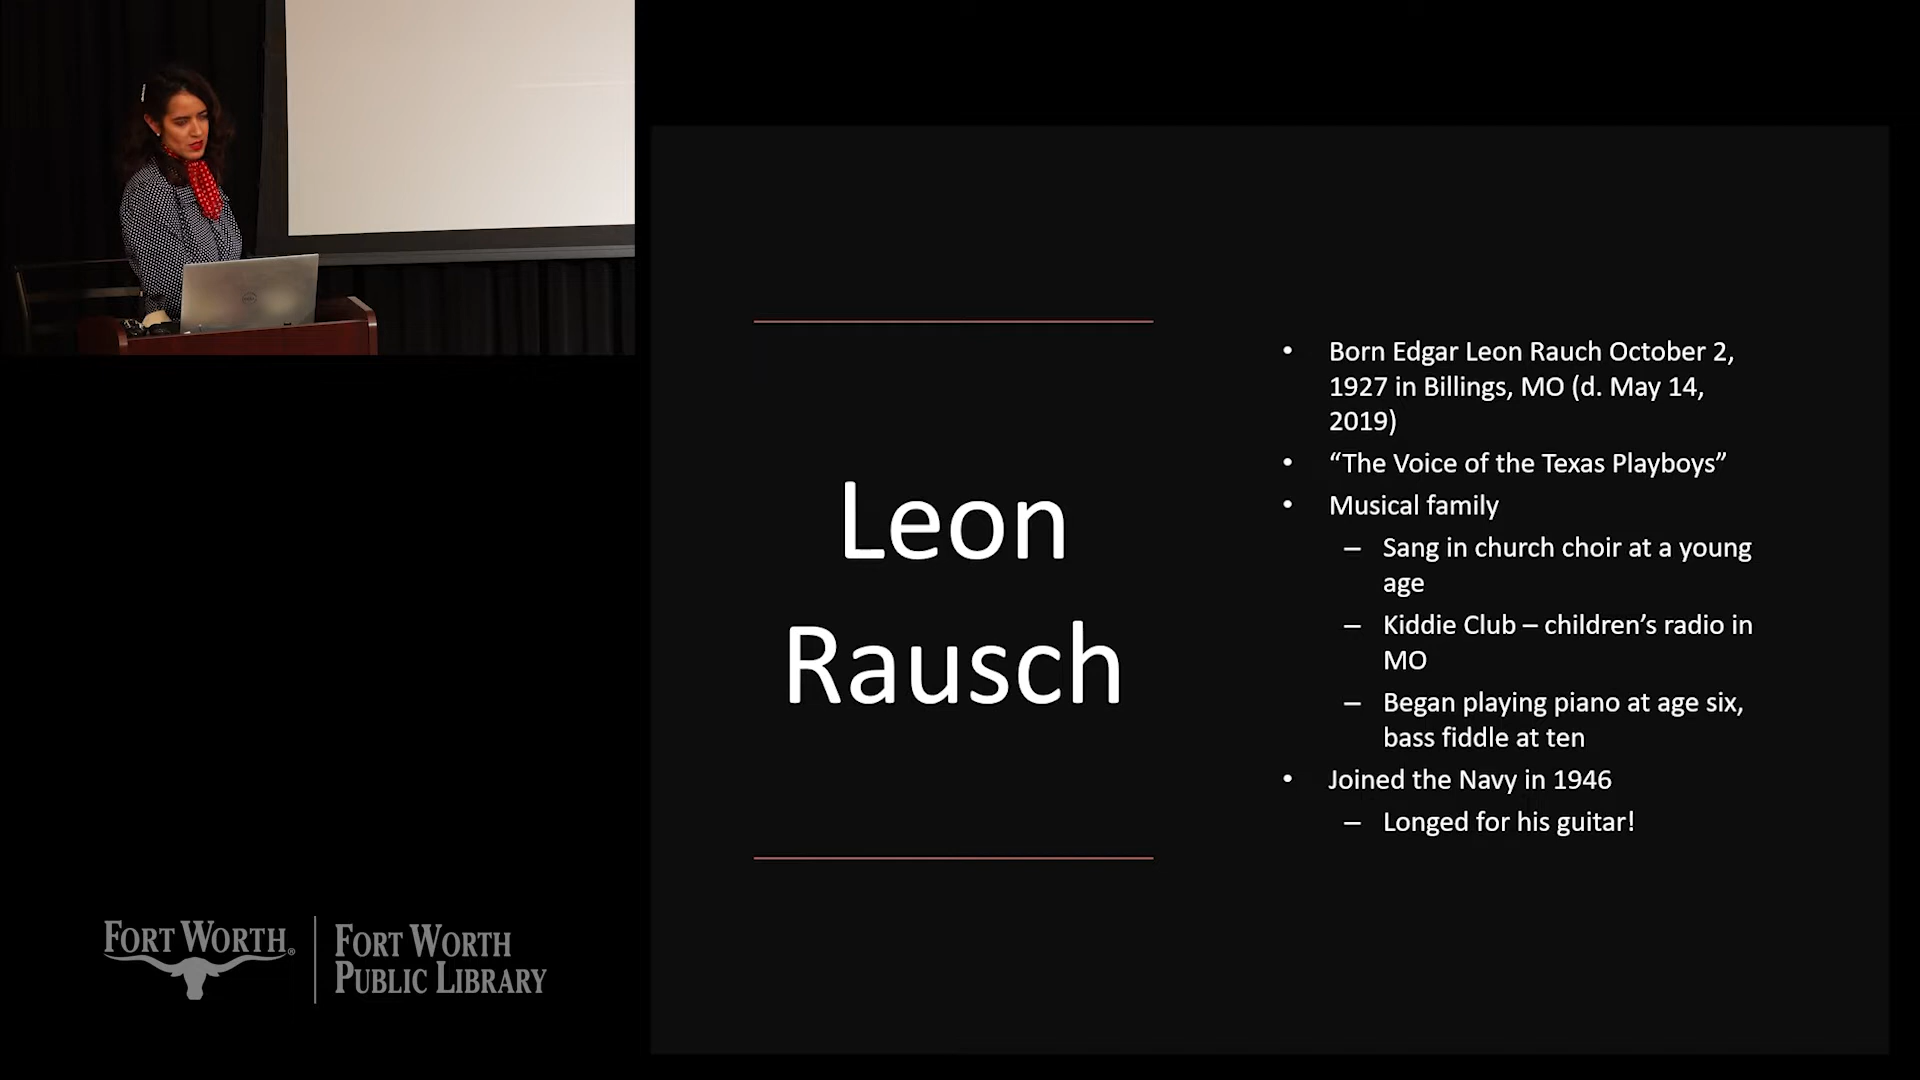 Leon
Rausch
• Born Edgar Leon Rauch October 2,
1927 in Billings, MO (d. May 14,
2019)
• “The Voice of the Texas Playboys”
• Musical family
– Sang in church choir at a young
age
– Kiddie Club – children’s radio in
MO
– Began playing piano at age six,
bass fiddle at ten
• Joined the Navy in 1946
– Longed for his guitar!
FORT WORTH®
FORT WORTH
PUBLIC LIBRARY